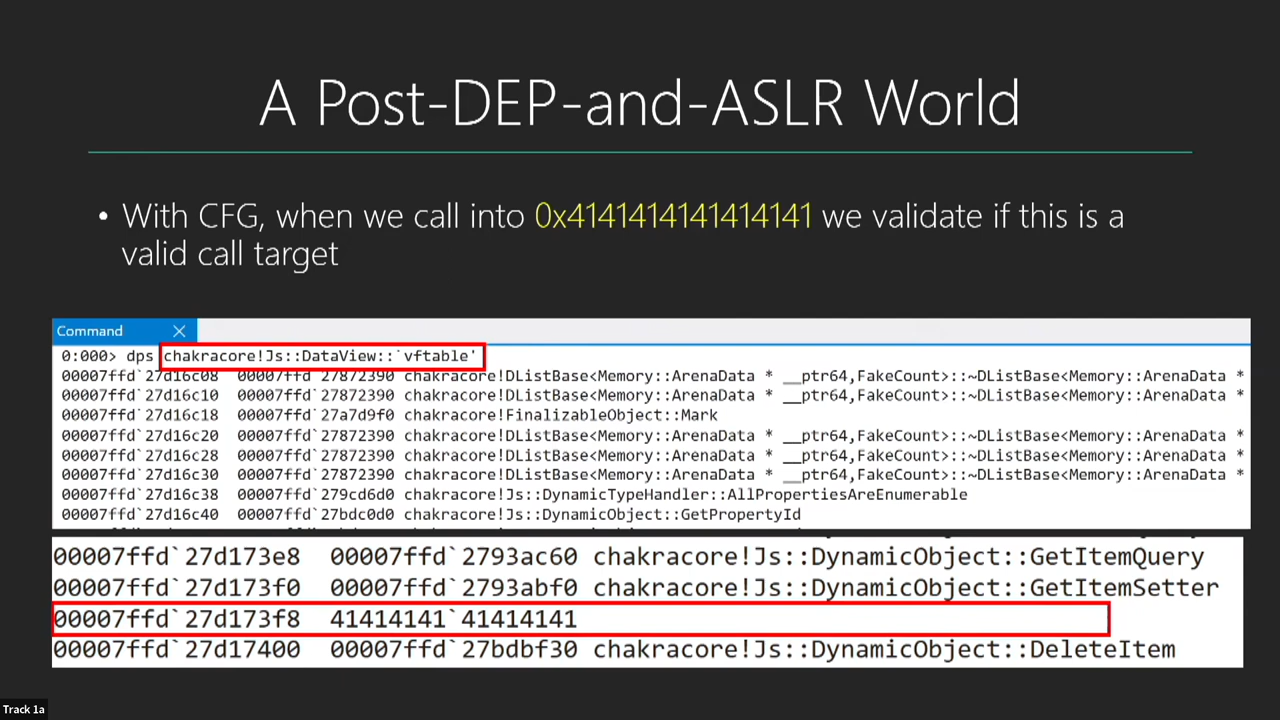 A Post-DEP-and-ASLR World
• With CFG, when we call into 0x4141414141414141 we validate if this is a
valid call target
Command
0:000> dps chakracore!Js::DataView::`vftable'
00007ffd`27d16c08  00007ffd`27872390 chakracore!DListBase<Memory::ArenaData * __ptr64,FakeCount>::~DListBase<Memory::ArenaData *
00007ffd`27d16c10  00007ffd`27872390 chakracore!DListBase<Memory::ArenaData * __ptr64,FakeCount>::~DListBase<Memory::ArenaData *
00007ffd`27d16c18  00007ffd`27a7d9f0 chakracore!FinalizableObject::Mark
00007ffd`27d16c20  00007ffd`27872390 chakracore!DListBase<Memory::ArenaData * __ptr64,FakeCount>::~DListBase<Memory::ArenaData *
00007ffd`27d16c28  00007ffd`27872390 chakracore!DListBase<Memory::ArenaData * __ptr64,FakeCount>::~DListBase<Memory::ArenaData *
00007ffd`27d16c30  00007ffd`27872390 chakracore!DListBase<Memory::ArenaData * __ptr64,FakeCount>::~DListBase<Memory::ArenaData *
00007ffd`27d16c38  00007ffd`279cd6d0 chakracore!Js::DynamicTypeHandler::AllPropertiesAreEnumerable
00007ffd`27d16c40  00007ffd`27bdc0d0 chakracore!Js::DynamicObject::GetPropertyId
00007ffd`27d173e8  00007ffd`2793ac60 chakracore!Js::DynamicObject::GetItemQuery
00007ffd`27d173f0  00007ffd`2793abf0 chakracore!Js::DynamicObject::GetItemSetter
00007ffd`27d173f8  41414141`41414141
00007ffd`27d17400  00007ffd`27bdbf30 chakracore!Js::DynamicObject::DeleteItem
Track 1a